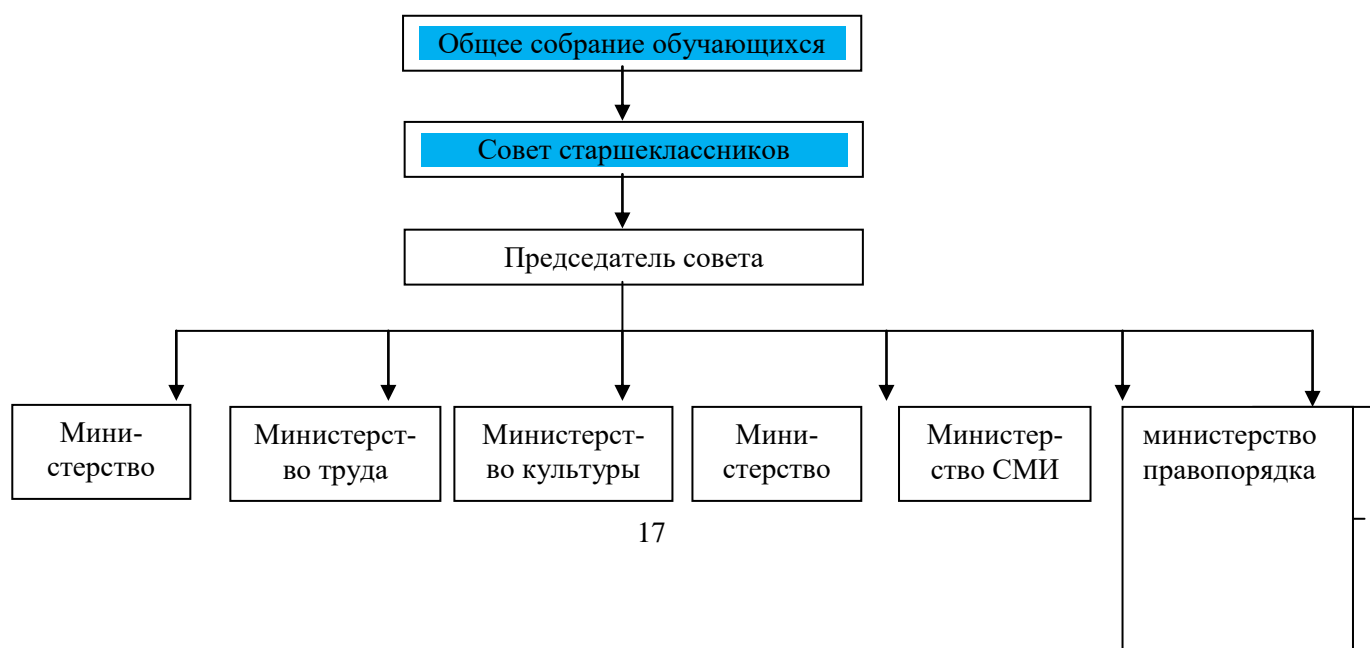 Общее собрание обучающихся
Совет старшеклассников
Председатель совета
Мини-
стерство
Министерст-
во труда
Министерст-
во культуры
Мини-
стерство
Министер-
ство СМИ
министерство
правопорядка
17